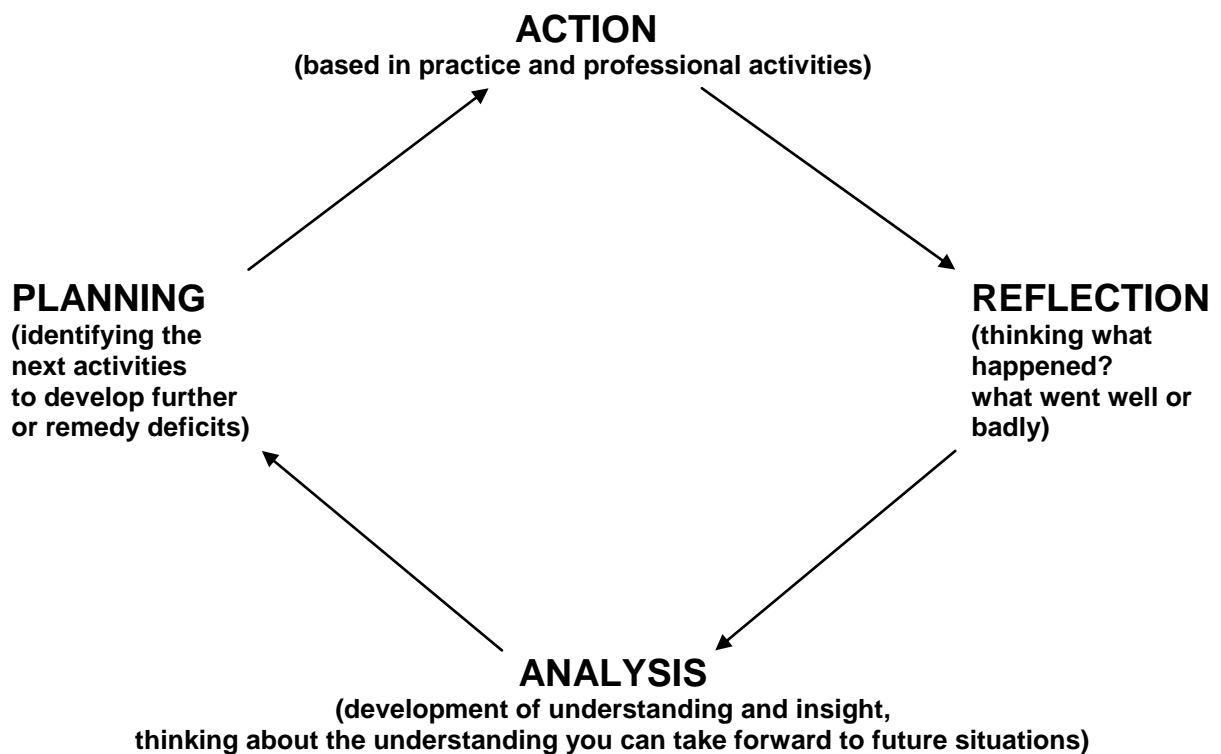 ACTION
(based in practice and professional activities)
PLANNING
(identifying the
next activities
to develop further
or remedy deficits)
REFLECTION
(thinking what
happened?
what went well or
badly)
ANALYSIS
(development of understanding and insight,
thinking about the understanding you can take forward to future situations)